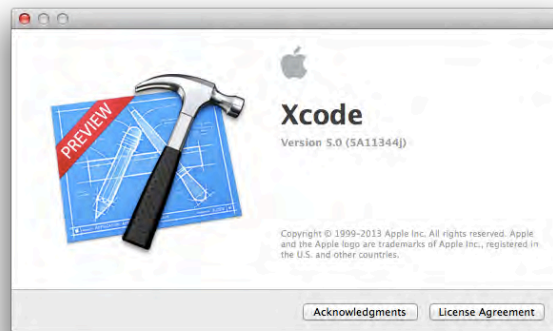 PREVIEW
Xcode
Version 5.0 (5A11344j)
Copyright © 1999-2013 Apple Inc. All rights reserved. Apple
and the Apple logo are trademarks of Apple Inc., registered in
the U.S. and other countries.
Acknowledgments
License Agreement